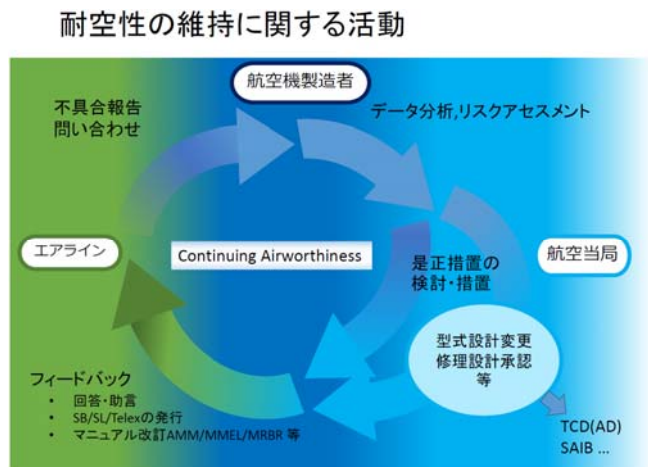 耐空性の維持に関する活動
航空機製造者
不具合報告
問い合わせ
データ分析,リスクアセスメント
エアライン
Continuing Airworthiness
是正措置の
検討・措置
航空当局
型式設計変更
修理設計承認
等
フィードバック
• 回答・助言
• SB/SL/Telexの発行
• マニュアル改訂AMM/MMEL/MRBR 等
TCD(AD)
SAIB ...